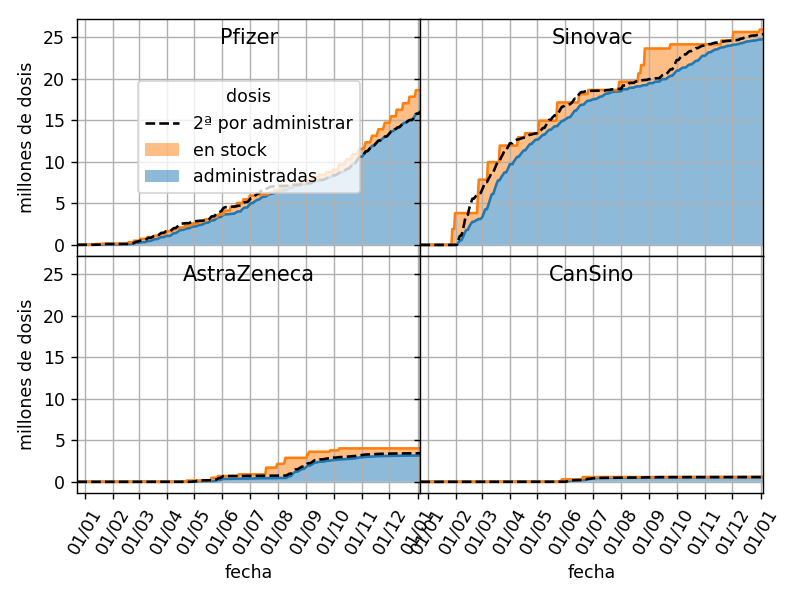 Pfizer
Sinovac
millones de dosis
25
20
15
10
5
0
dosis
2ª por administrar
en stock
administradas
AstraZeneca
CanSino
millones de dosis
25
20
15
10
5
0
01/01 01/02 01/03 01/04 01/05 01/06 01/07 01/08 01/09 01/10 01/11 01/12 01/01
01/01 01/02 01/03 01/04 01/05 01/06 01/07 01/08 01/09 01/10 01/11 01/12 01/01
fecha
fecha